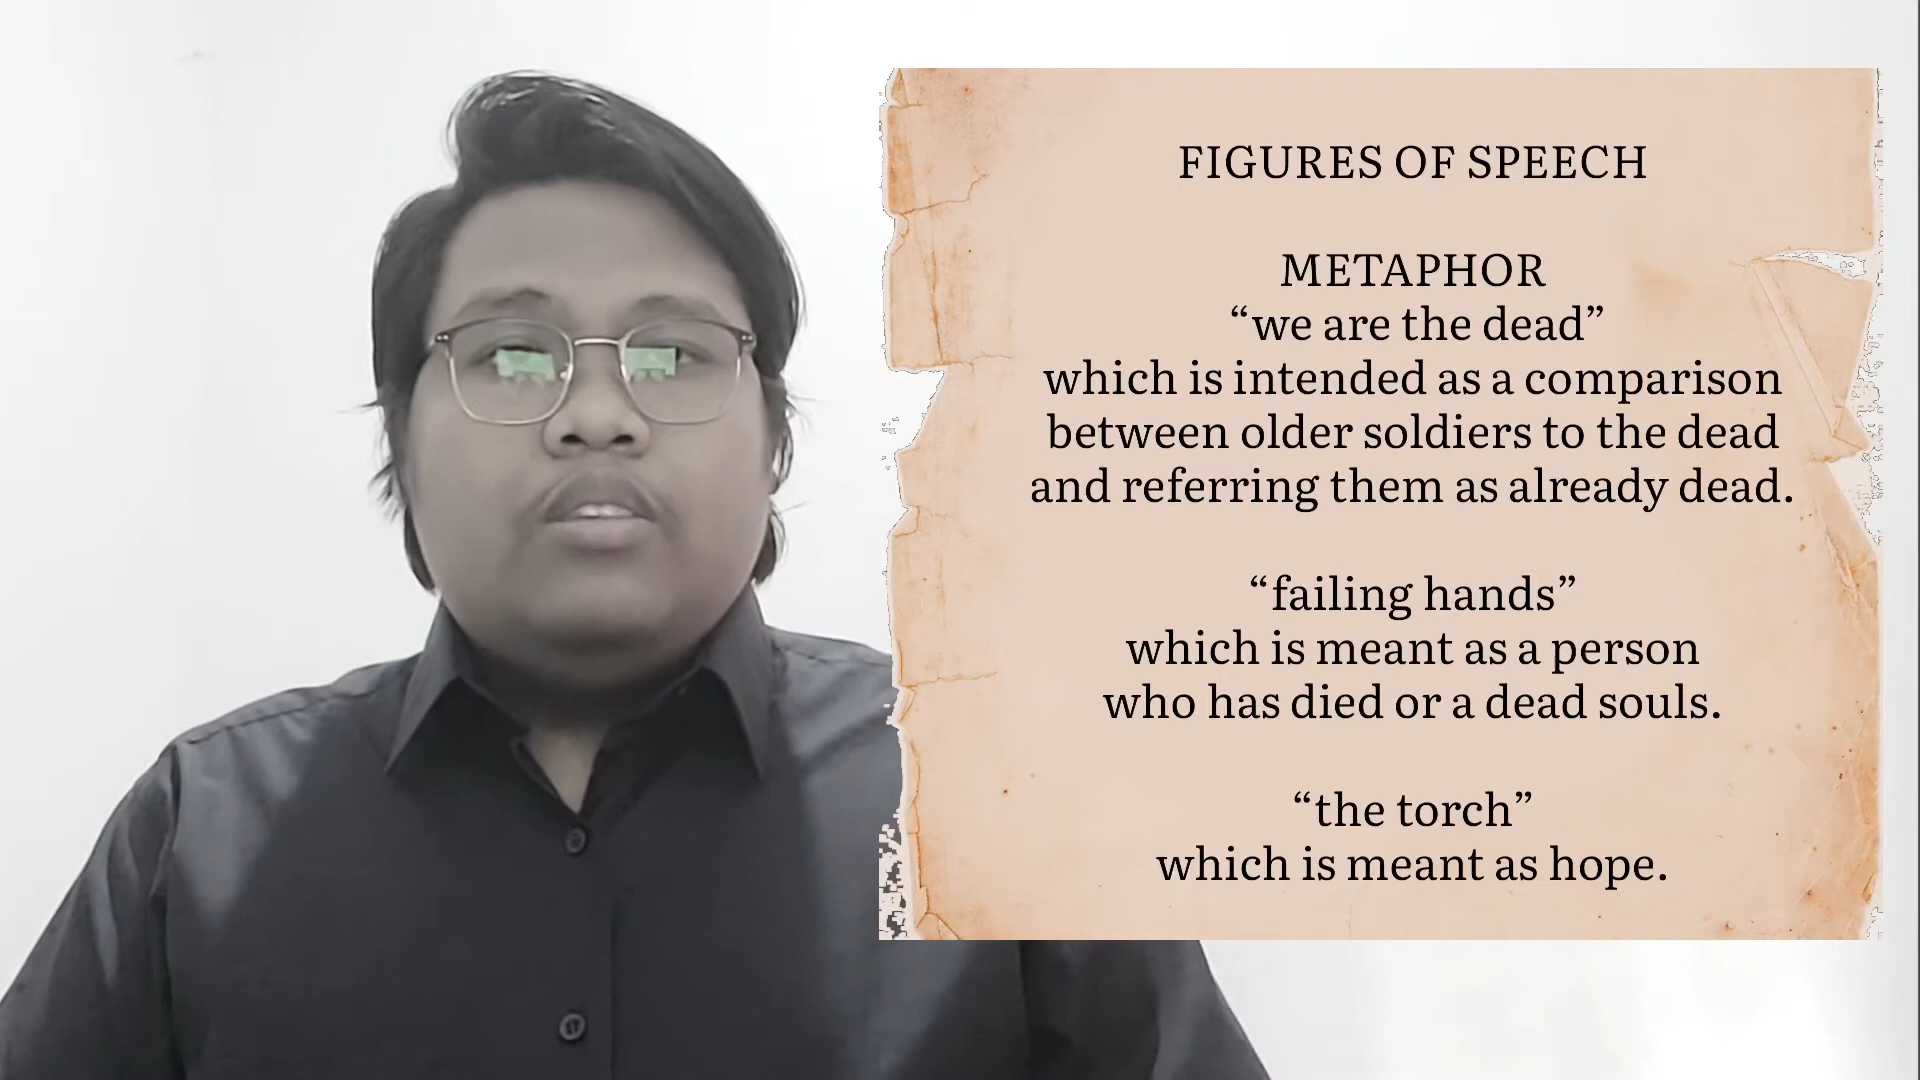 FIGURES OF SPEECH
METAPHOR
“we are the dead”
which is intended as a comparison
between older soldiers to the dead
and referring them as already dead.
“failing hands”
which is meant as a person
who has died or a dead souls.
“the torch”
which is meant as hope.